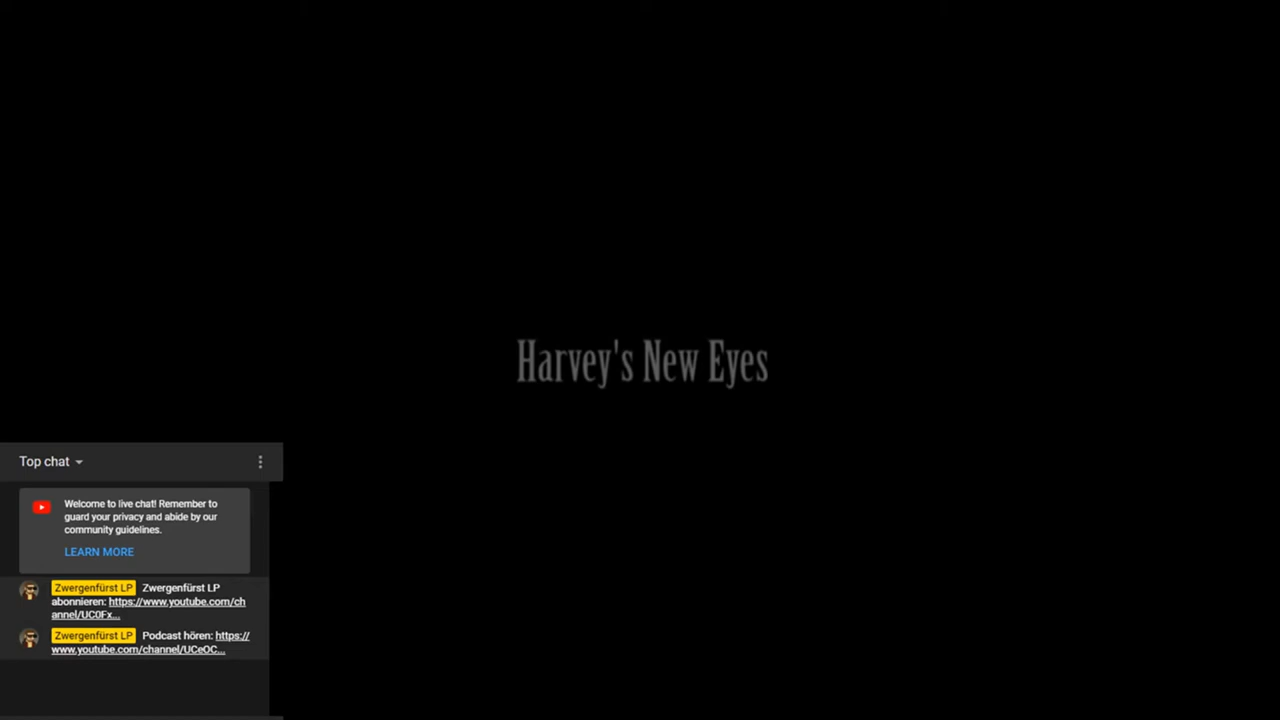 Harvey's New Eyes
Top chat
Welcome to live chat! Remember to
guard your privacy and abide by our
community guidelines.
LEARN MORE
Zwergenfürst LP Zwergenfürst LP
abonnieren: https://www.youtube.com/ch
annel/UC0Fx...
Zwergenfürst LP Podcast hören: https://
www.youtube.com/channel/UCeOC...